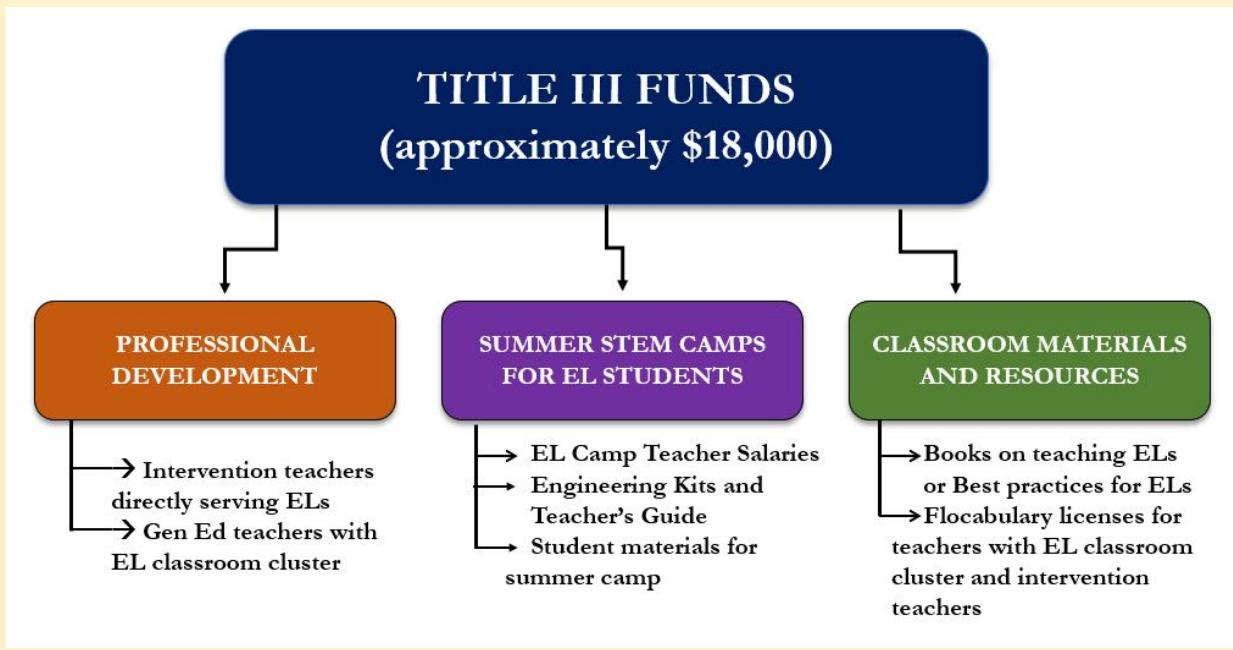 TITLE III FUNDS
(approximately $18,000)
PROFESSIONAL
DEVELOPMENT
Intervention teachers
directly serving ELs
Gen Ed teachers with
EL classroom cluster
SUMMER STEM CAMPS
FOR EL STUDENTS
EL Camp Teacher Salaries
Engineering Kits and
Teacher's Guide
Student materials for
summer camp
CLASSROOM MATERIALS
AND RESOURCES
Books on teaching ELs
or Best practices for ELs
Flocabulary licenses for
teachers with EL classroom
cluster and intervention
teachers